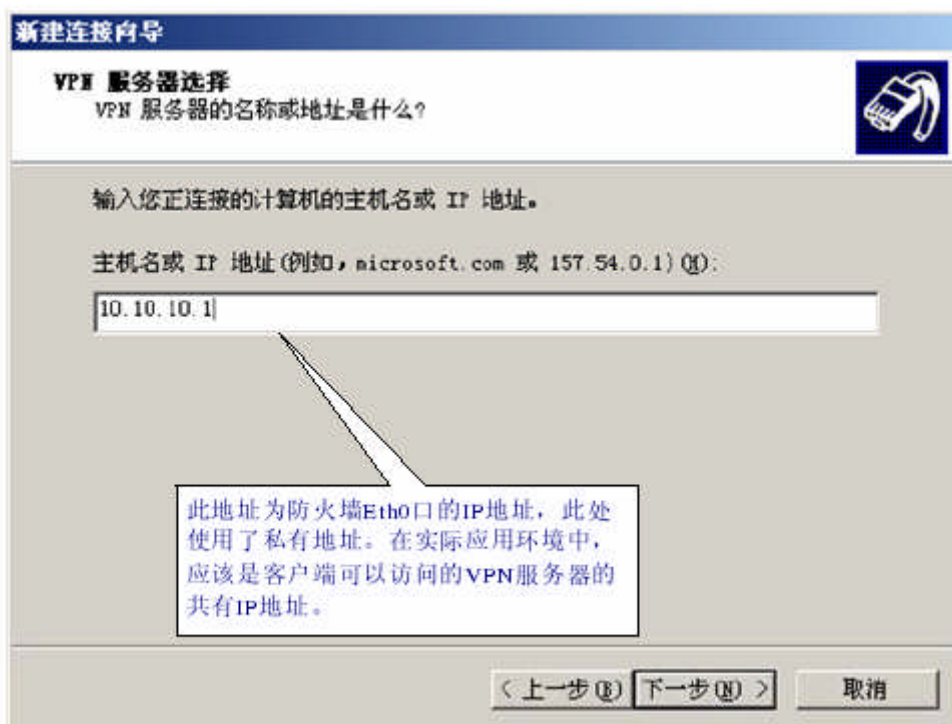 新建连接向导
VPN 服务器选择
VPN 服务器的名称或地址是什么?
输入您正连接的计算机的主机名或 IP 地址。
主机名或 IP 地址(例如，microsoft.com 或 157.54.0.1)(H):
10.10.10.1
此地址为防火墙Eth0口的IP地址，此处
使用了私有地址。在实际应用环境中，
应该是客户端可以访问的VPN服务器的
共有IP地址。
< 上一步(B)
下一步(N) >
取消